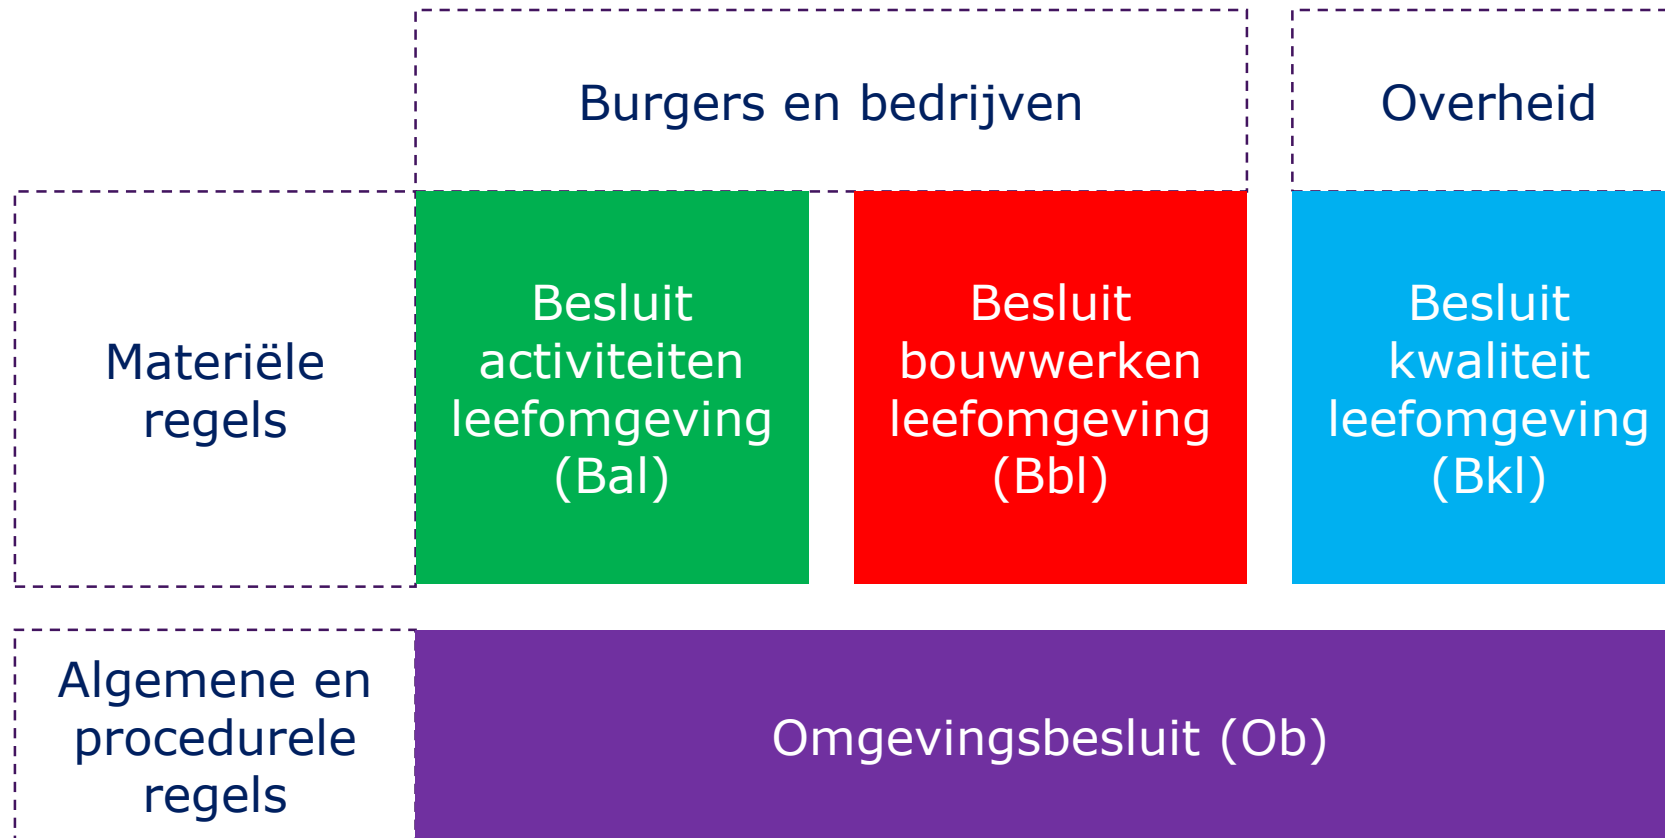 Burgers en bedrijven
Overheid
Materiële
regels
Besluit
activiteiten
leefomgeving
(Bal)
Besluit
bouwwerken
leefomgeving
(Bbl)
Besluit
kwaliteit
leefomgeving
(Bkl)
Algemene en
procedurele
regels
Omgevingsbesluit (Ob)